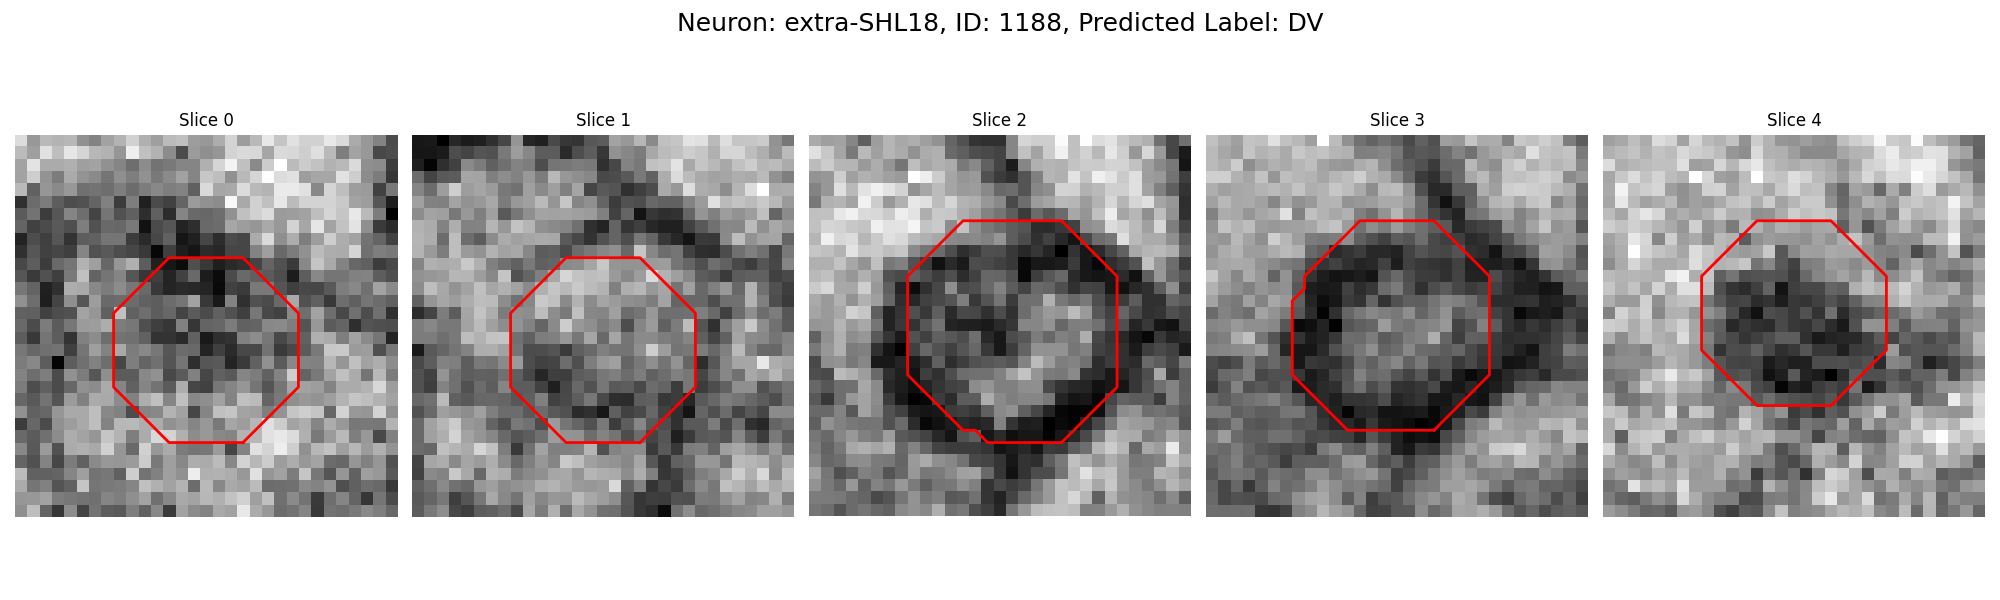 Neuron: extra-SHL18, ID: 1188, Predicted Label: DV
Slice 0
Slice 1
Slice 2
Slice 3
Slice 4